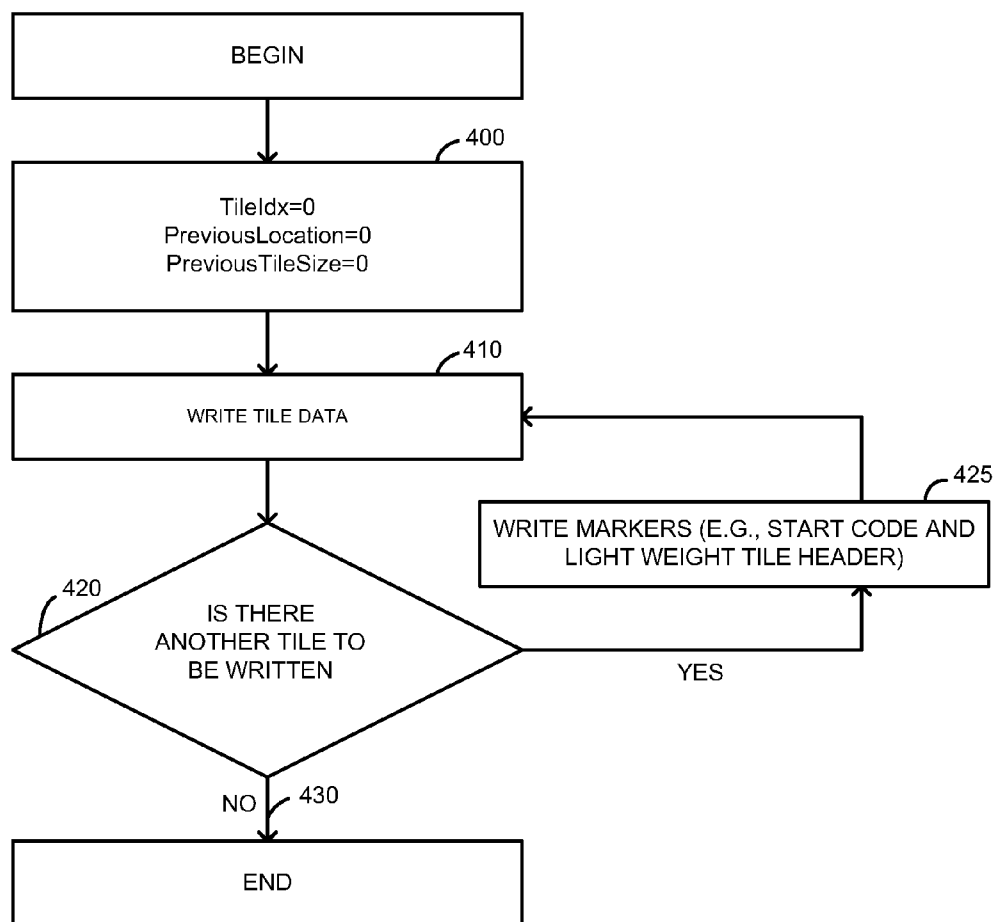 BEGIN
400
TileIdx=0
PreviousLocation=0
PreviousTileSize=0
410
WRITE TILE DATA
425
WRITE MARKERS (E.G., START CODE AND
LIGHT WEIGHT TILE HEADER)
420
IS THERE
ANOTHER TILE TO
BE WRITTEN
YES
NO
430
END